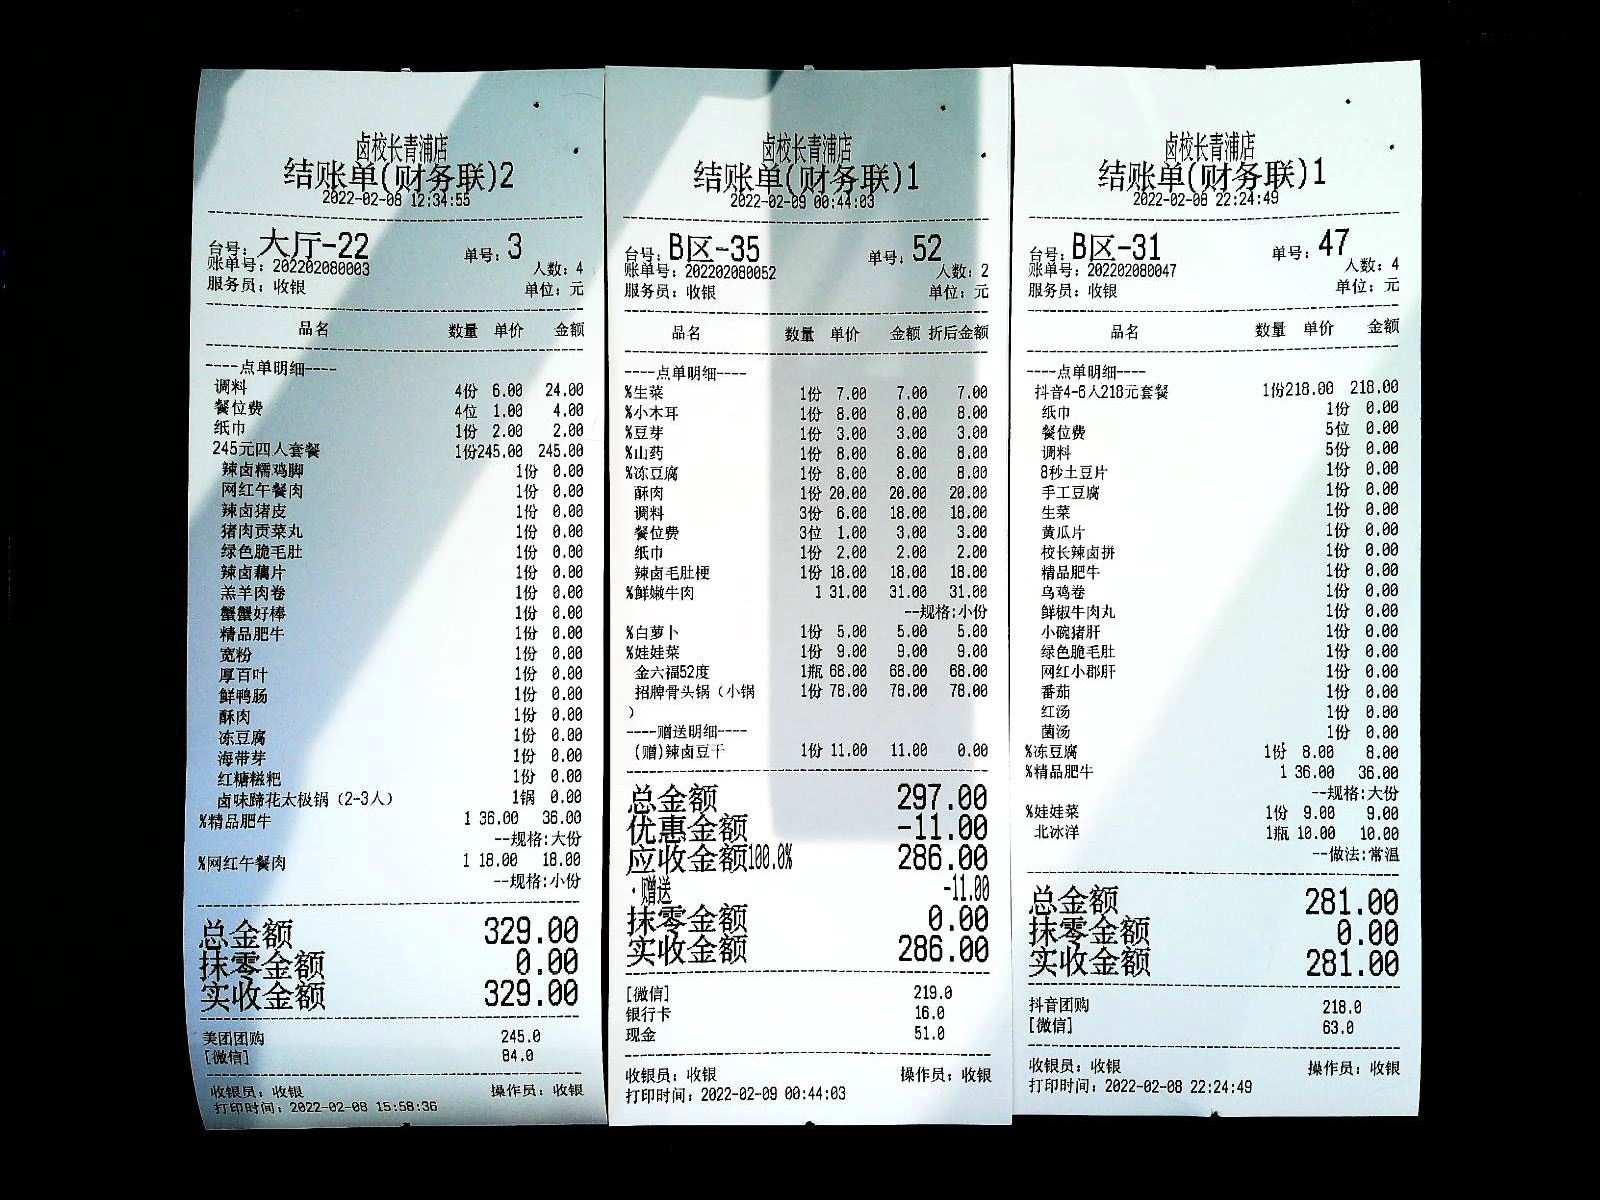 卤校长青浦店
结账单(财务联)2
2022-02-08 12:34:55
台号: 大厅-22 单号: 3
账单号: 202202080003 人数: 4
服务员: 收银 单位: 元
品名 数量 单价 金额
----点单明细----
调料 4份 6.00 24.00
餐位费 4位 1.00 4.00
纸巾 1份 2.00 2.00
245元四人套餐 1份245.00 245.00
辣卤糯鸡脚 1份 0.00
网红午餐肉 1份 0.00
辣卤猪皮 1份 0.00
猪肉贡菜丸 1份 0.00
绿色脆毛肚 1份 0.00
辣卤藕片 1份 0.00
羔羊肉卷 1份 0.00
蟹蟹好棒 1份 0.00
精品肥牛 1份 0.00
宽粉 1份 0.00
厚百叶 1份 0.00
鲜鸭肠 1份 0.00
酥肉 1份 0.00
冻豆腐 1份 0.00
海带芽 1份 0.00
红糖糍粑 1份 0.00
卤味蹄花太极锅（2-3人） 1锅 0.00
%精品肥牛 1 36.00 36.00
--规格:大份
%网红午餐肉 1 18.00 18.00
--规格:小份
总金额 329.00
抹零金额 0.00
实收金额 329.00
美团团购 245.0
[微信] 84.0
收银员: 收银 操作员: 收银
打印时间: 2022-02-08 15:58:36
卤校长青浦店
结账单(财务联)1
2022-02-09 00:44:03
台号: B区-35 单号: 52
账单号: 202202080052 人数: 2
服务员: 收银 单位: 元
品名 数量 单价 金额 折后金额
----点单明细----
%生菜 1份 7.00 7.00 7.00
%小木耳 1份 8.00 8.00 8.00
%豆芽 1份 3.00 3.00 3.00
%山药 1份 8.00 8.00 8.00
%冻豆腐 1份 8.00 8.00 8.00
酥肉 1份 20.00 20.00 20.00
调料 3份 6.00 18.00 18.00
餐位费 3位 1.00 3.00 3.00
纸巾 1份 2.00 2.00 2.00
辣卤毛肚梗 1份 18.00 18.00 18.00
%鲜嫩牛肉 1 31.00 31.00 31.00
--规格:小份
%白萝卜 1份 5.00 5.00 5.00
%娃娃菜 1份 9.00 9.00 9.00
金六福52度 1瓶 68.00 68.00 68.00
招牌骨头锅（小锅 1份 78.00 78.00 78.00
）
----赠送明细----
(赠)辣卤豆干 1份 11.00 11.00 0.00
总金额 297.00
优惠金额 -11.00
应收金额100.0% 286.00
·赠送 -11.00
抹零金额 0.00
实收金额 286.00
[微信] 219.0
银行卡 16.0
现金 51.0
收银员: 收银 操作员: 收银
打印时间: 2022-02-09 00:44:03
卤校长青浦店
结账单(财务联)1
2022-02-08 22:24:49
台号: B区-31 单号: 47
账单号: 202202080047 人数: 4
服务员: 收银 单位: 元
品名 数量 单价 金额
----点单明细----
抖音4-6人218元套餐 1份218.00 218.00
纸巾 1份 0.00
餐位费 5位 0.00
调料 5份 0.00
8秒土豆片 1份 0.00
手工豆腐 1份 0.00
生菜 1份 0.00
黄瓜片 1份 0.00
校长辣卤拼 1份 0.00
精品肥牛 1份 0.00
乌鸡卷 1份 0.00
鲜椒牛肉丸 1份 0.00
小碗猪肝 1份 0.00
绿色脆毛肚 1份 0.00
网红小郡肝 1份 0.00
番茄 1份 0.00
红汤 1份 0.00
菌汤 1份 0.00
%冻豆腐 1份 8.00 8.00
%精品肥牛 1 36.00 36.00
--规格:大份
%娃娃菜 1份 9.00 9.00
北冰洋 1瓶 10.00 10.00
--做法:常温
总金额 281.00
抹零金额 0.00
实收金额 281.00
抖音团购 218.0
[微信] 63.0
收银员: 收银 操作员: 收银
打印时间: 2022-02-08 22:24:49